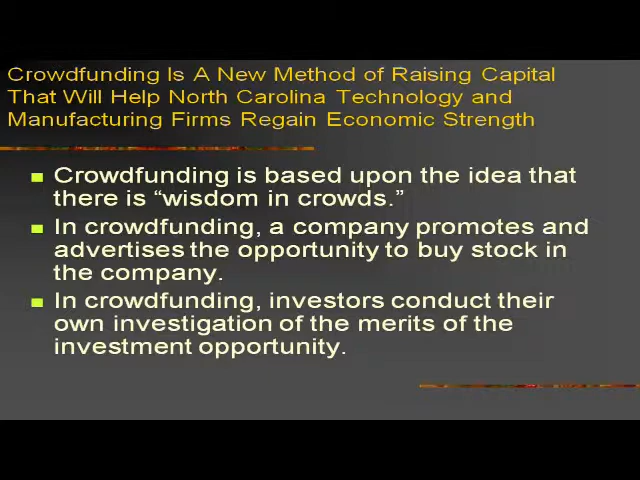 Crowdfunding Is A New Method of Raising Capital
That Will Help North Carolina Technology and
Manufacturing Firms Regain Economic Strength
Crowdfunding is based upon the idea that
there is “wisdom in crowds.”
In crowdfunding, a company promotes and
advertises the opportunity to buy stock in
the company.
In crowdfunding, investors conduct their
own investigation of the merits of the
investment opportunity.